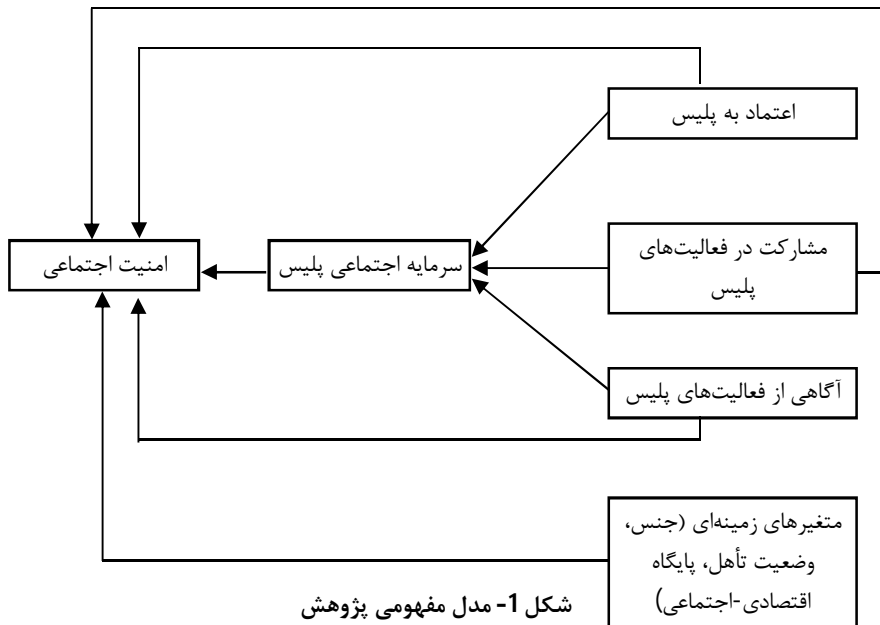 اعتماد به پلیس
مشارکت در فعالیت‌های
پلیس
سرمایه اجتماعی پلیس
امنیت اجتماعی
آگاهی از فعالیت‌های پلیس
متغیرهای زمینه‌ای (جنس،
وضعیت تأهل، پایگاه
اقتصادی-اجتماعی)
شکل 1- مدل مفهومی پژوهش